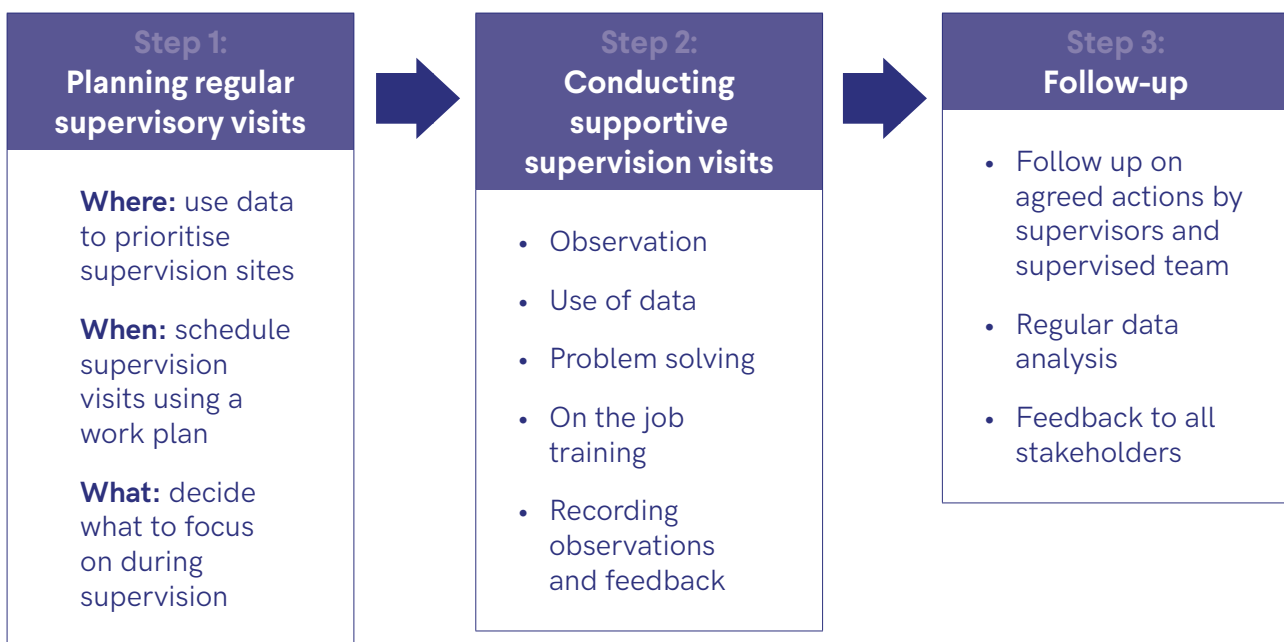 Step 1:
Planning regular
supervisory visits
Where: use data
to prioritise
supervision sites
When: schedule
supervision
visits using a
work plan
What: decide
what to focus
on during
supervision
Step 2:
Conducting
supportive
supervision visits
• Observation
• Use of data
• Problem solving
• On the job
training
• Recording
observations
and feedback
Step 3:
Follow-up
• Follow up on
agreed actions by
supervisors and
supervised team
• Regular data
analysis
• Feedback to all
stakeholders